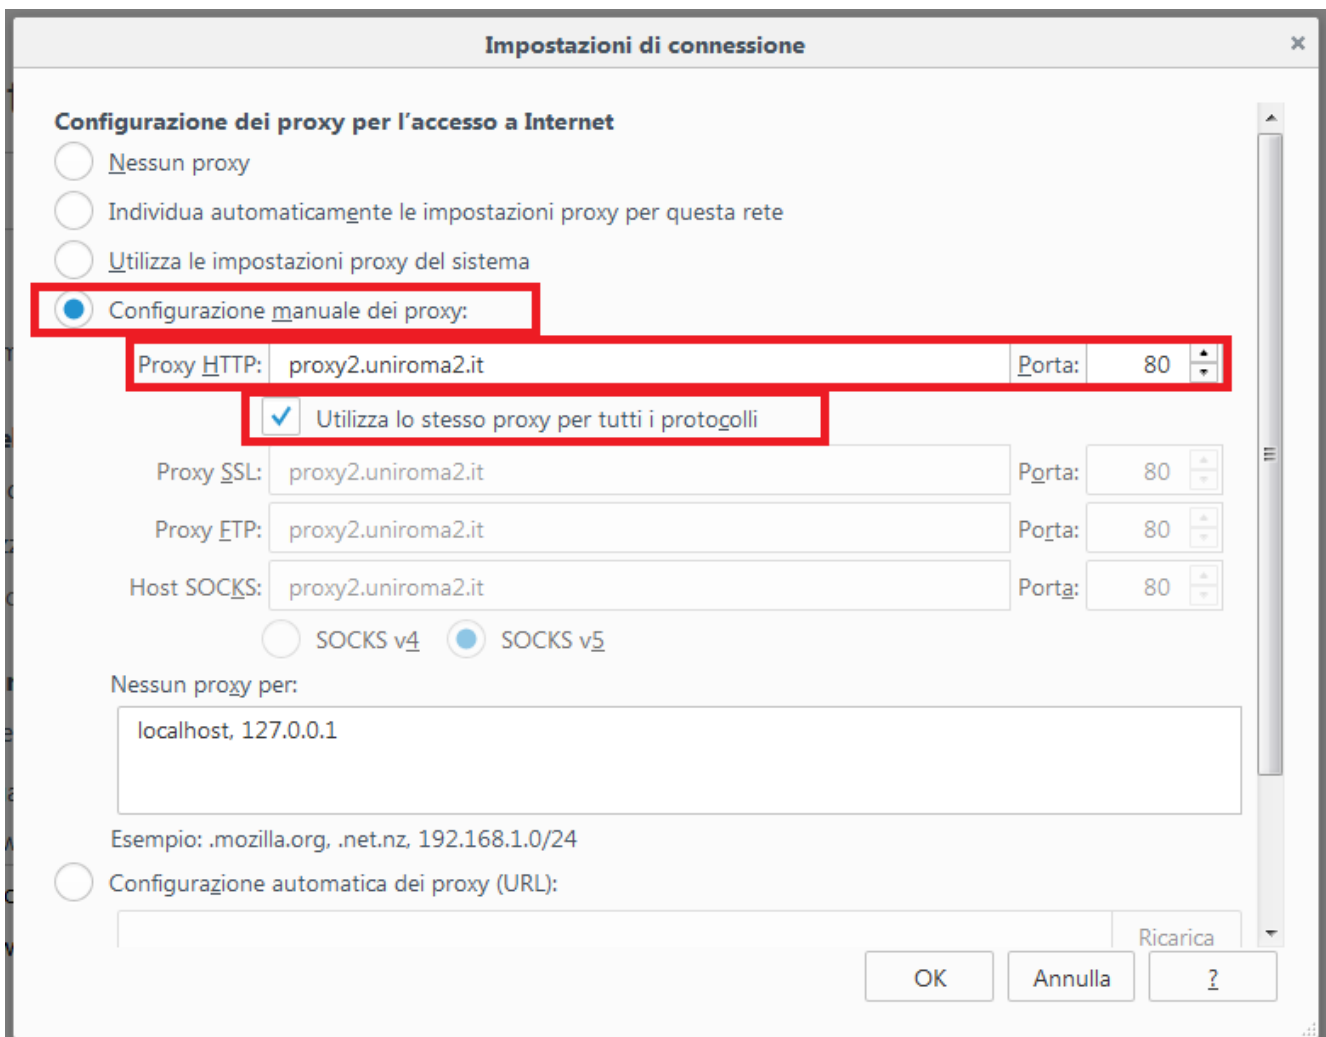 Impostazioni di connessione
Configurazione dei proxy per l'accesso a Internet
Nessun proxy
Individua automaticamente le impostazioni proxy per questa rete
Utilizza le impostazioni proxy del sistema
Configurazione manuale dei proxy:
Proxy HTTP: proxy2.uniroma2.it Porta: 80
Utilizza lo stesso proxy per tutti i protocolli
Proxy SSL: proxy2.uniroma2.it Porta: 80
Proxy FTP: proxy2.uniroma2.it Porta: 80
Host SOCKS: proxy2.uniroma2.it Porta: 80
SOCKS v4 SOCKS v5
Nessun proxy per:
localhost, 127.0.0.1
Esempio: .mozilla.org, .net.nz, 192.168.1.0/24
Configurazione automatica dei proxy (URL):
Ricarica
OK Annulla ?